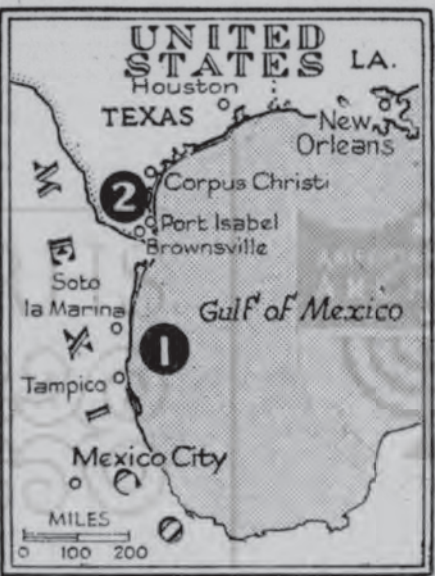 UNITED
STATES
LA.
Houston
TEXAS
New
Orleans
Corpus Christi
2
Port Isabel
Brownsville
Soto
la Marina
Gulf of Mexico
1
Tampico
MEXICO
Mexico City
MILES
0 100 200